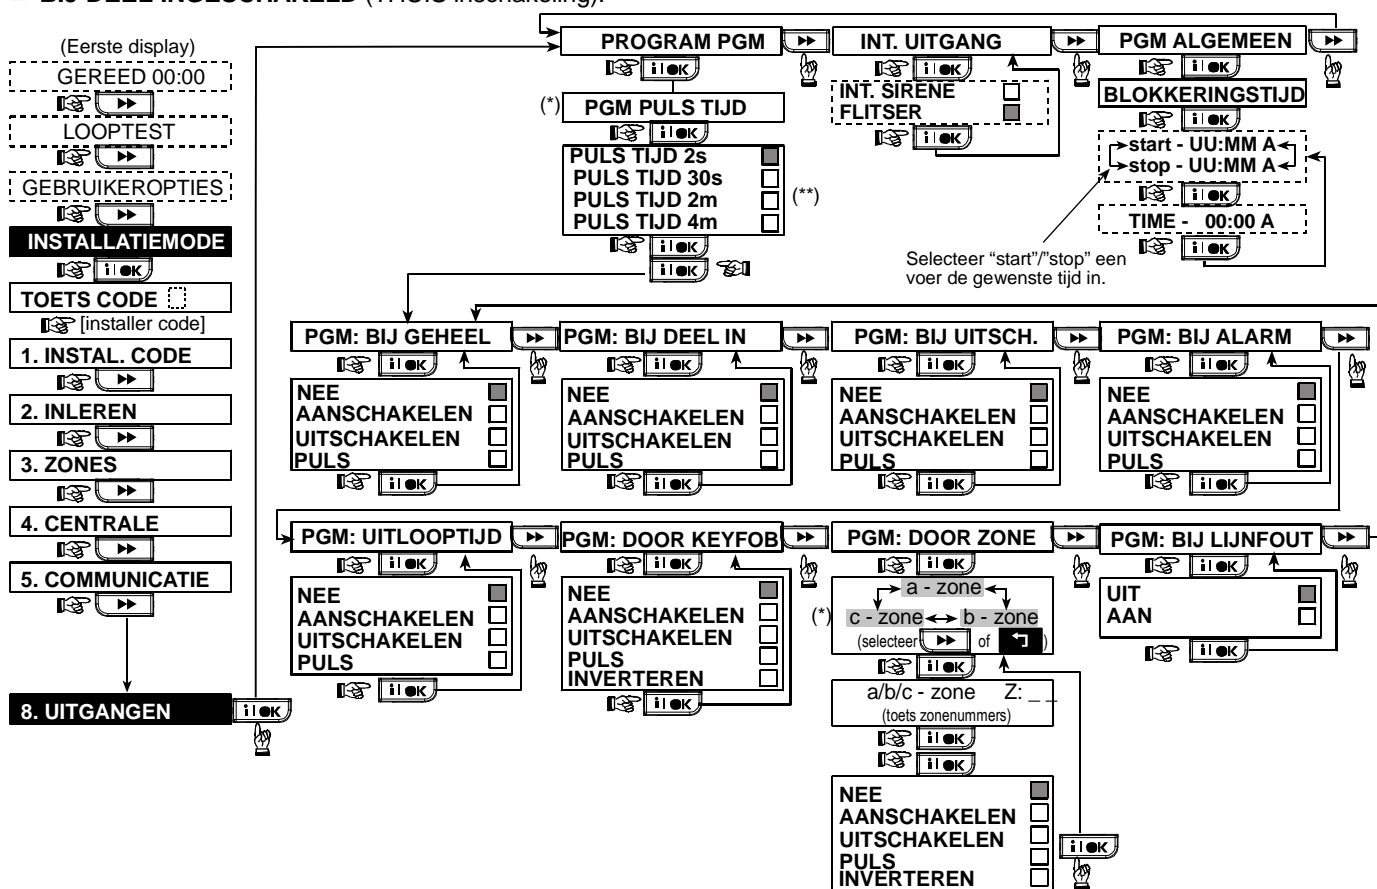 BIJ DEEL INGESCHAKELD (THUIS inschakeling).
(Eerste display)
GEREED 00:00
LOOPTEST
GEBRUIKEROPTIES
INSTALLATIEMODE
TOETS CODE
[installer code]
1. INSTAL. CODE
2. INLEREN
3. ZONES
4. CENTRALE
5. COMMUNICATIE
8. UITGANGEN
PROGRAM PGM
(*) PGM PULS TIJD
PULS TIJD 2s
PULS TIJD 30s
PULS TIJD 2m
PULS TIJD 4m
(**)
INT. UITGANG
INT. SIRENE
FLITSER
PGM ALGEMEEN
BLOKKERINGSTIJD
start - UU:MM A
stop - UU:MM A
TIME - 00:00 A
Selecteer “start”/”stop” een
voer de gewenste tijd in.
PGM: BIJ GEHEEL
NEE
AANSCHAKELEN
UITSCHAKELEN
PULS
PGM: BIJ DEEL IN
NEE
AANSCHAKELEN
UITSCHAKELEN
PULS
PGM: BIJ UITSCH.
NEE
AANSCHAKELEN
UITSCHAKELEN
PULS
PGM: BIJ ALARM
NEE
AANSCHAKELEN
UITSCHAKELEN
PULS
PGM: UITLOOPTIJD
NEE
AANSCHAKELEN
UITSCHAKELEN
PULS
PGM: DOOR KEYFOB
NEE
AANSCHAKELEN
UITSCHAKELEN
PULS
INVERTEREN
PGM: DOOR ZONE
(*)
a - zone
c - zone b - zone
(selecteer of )
a/b/c - zone Z: _ _
(toets zonenummers)
NEE
AANSCHAKELEN
UITSCHAKELEN
PULS
INVERTEREN
PGM: BIJ LIJNFOUT
UIT
AAN